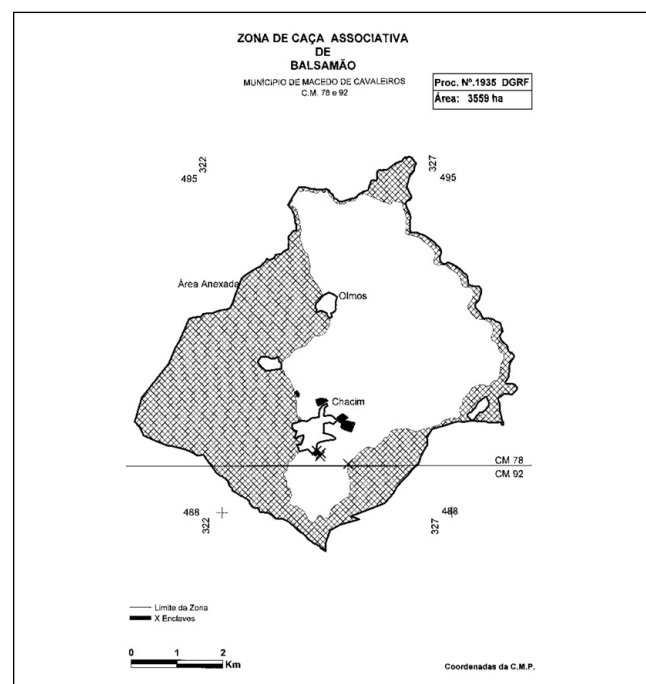 ZONA DE CAÇA ASSOCIATIVA
DE
BALSAMÃO
MUNICIPIO DE MACEDO DE CAVALEIROS
C.M. 78 e 92
Proc. Nº.1935 DGRF
Área: 3559 ha
322
327
495
495
Área Anexada
Olmos
Chacim
CM 78
CM 92
488
488
322
327
Limite da Zona
X Enclaves
0 1 2
Km
Coordenadas da C.M.P.